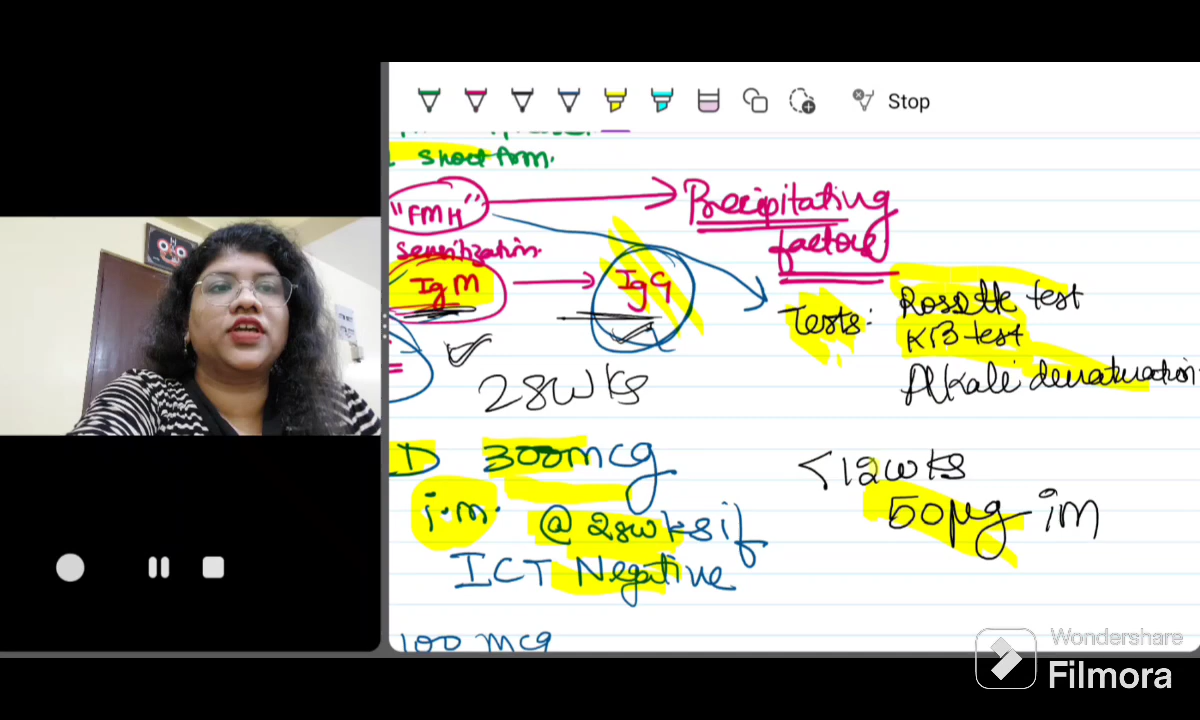 Stop
short form.
"FMH" Precipitating
factors
sensitization.
IgM IgG
Tests: Rosette test
KB test
Alkali denaturation
28wks
D 300mcg
i.m. @ 28wks if
ICT Negative
<12wks
50μg im
100 mcg
Wondershare
Filmora